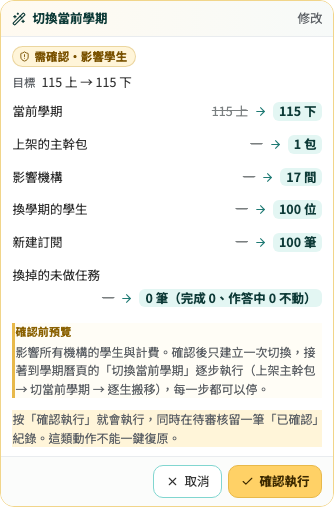 切換當前學期 修改
需確認・影響學生
目標 115 上 → 115 下
當前學期 115 上 → 115 下
上架的主幹包 — → 1 包
影響機構 — → 17 間
換學期的學生 — → 100 位
新建訂閱 — → 100 筆
換掉的未做任務
— → 0 筆（完成 0、作答中 0 不動）
確認前預覽
影響所有機構的學生與計費。確認後只建立一次切換，接
著到學期曆頁的「切換當前學期」逐步執行（上架主幹包
→ 切當前學期 → 逐生搬移），每一步都可以停。
按「確認執行」就會執行，同時在待審核留一筆「已確認」
紀錄。這類動作不能一鍵復原。
× 取消 ✓ 確認執行